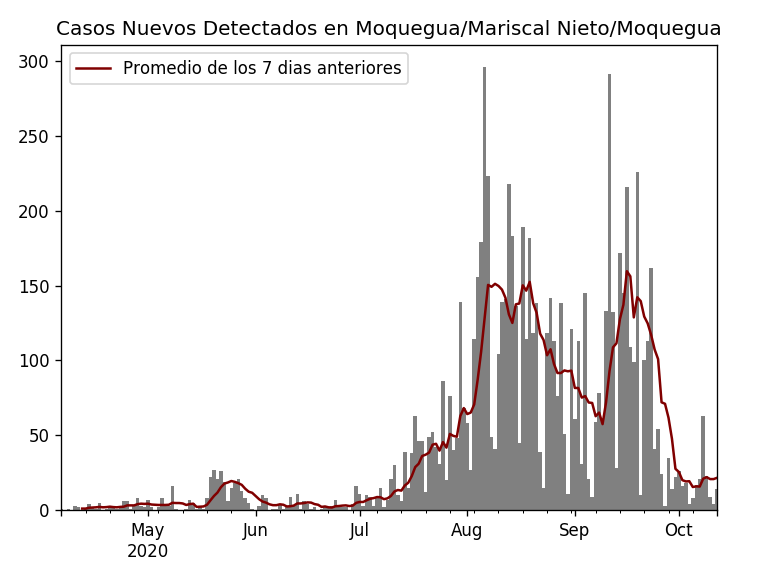 Casos Nuevos Detectados en Moquegua/Mariscal Nieto/Moquegua
Promedio de los 7 dias anteriores
300
250
200
150
100
50
0
May Jun Jul Aug Sep Oct
2020